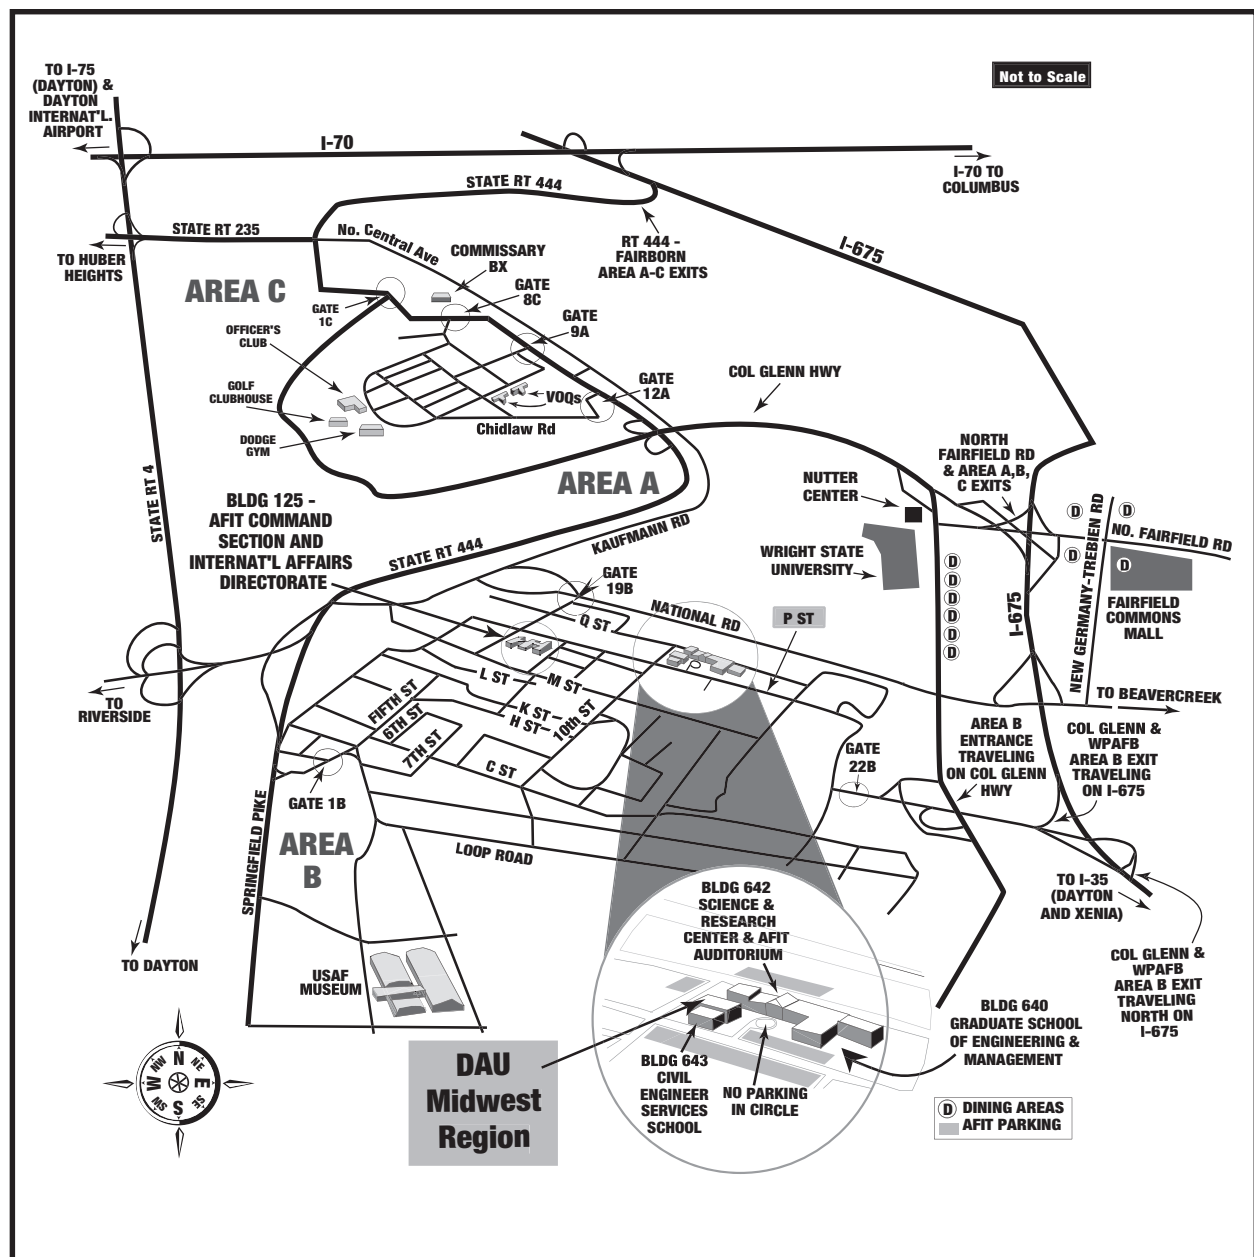 TO I-75
(DAYTON) &
DAYTON
INTERNAT'L.
AIRPORT
Not to Scale
I-70
I-70 TO
COLUMBUS
STATE RT 444
STATE RT 235
No. Central Ave
TO HUBER
HEIGHTS
RT 444 -
FAIRBORN
AREA A-C EXITS
I-675
COMMISSARY
BX
AREA C
GATE
8C
GATE
1C
GATE
9A
OFFICER'S
CLUB
GOLF
CLUBHOUSE
DODGE
GYM
VOQs
Chidlaw Rd
GATE
12A
COL GLENN HWY
STATE RT 4
AREA A
NORTH
FAIRFIELD RD
& AREA A,B,
C EXITS
NUTTER
CENTER
BLDG 125 -
AFIT COMMAND
SECTION AND
INTERNAT'L AFFAIRS
DIRECTORATE
STATE RT 444
KAUFMANN RD
WRIGHT STATE
UNIVERSITY
D
D
D
D
D
D
D
D
D
D
NO. FAIRFIELD RD
NEW GERMANY-TREBIEN RD
FAIRFIELD
COMMONS
MALL
I-675
GATE
19B
NATIONAL RD
P ST
Q ST
L ST
M ST
K ST
H ST
10th ST
FIFTH ST
6TH ST
7TH ST
C ST
TO
RIVERSIDE
TO BEAVERCREEK
AREA B
ENTRANCE
TRAVELING
ON COL GLENN
HWY
COL GLENN &
WPAFB
AREA B EXIT
TRAVELING
ON I-675
GATE
22B
GATE 1B
AREA
B
SPRINGFIELD PIKE
LOOP ROAD
TO I-35
(DAYTON
AND XENIA)
BLDG 642
SCIENCE &
RESEARCH
CENTER & AFIT
AUDITORIUM
TO DAYTON
USAF
MUSEUM
COL GLENN &
WPAFB
AREA B EXIT
TRAVELING
NORTH ON
I-675
BLDG 640
GRADUATE SCHOOL
OF ENGINEERING &
MANAGEMENT
DAU
Midwest
Region
BLDG 643
CIVIL
ENGINEER
SERVICES
SCHOOL
NO PARKING
IN CIRCLE
D DINING AREAS
AFIT PARKING
N
NE
E
SE
S
SW
W
NW